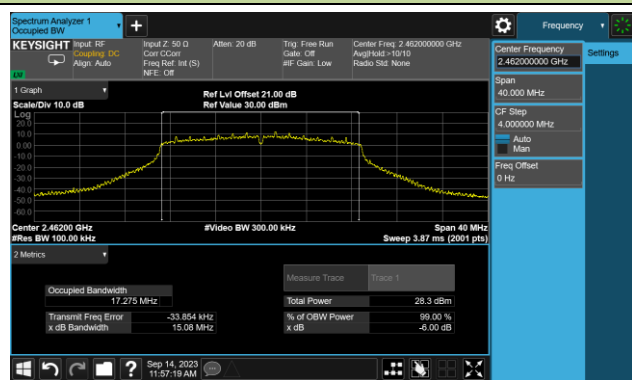 Spectrum Analyzer 1
Occupied BW
+
Frequency
KEYSIGHT
Input: RF
Coupling: DC
Align: Auto
Input Z: 50 Ω
Corr CCorr
Freq Ref: Int (S)
NFE: Off
Atten: 20 dB
Trig: Free Run
Gate: Off
#IF Gain: Low
Center Freq: 2.462000000 GHz
Avg|Hold:>10/10
Radio Std: None
Center Frequency
2.462000000 GHz
Settings
Span
40.000 MHz
CF Step
4.000000 MHz
Auto
Man
Freq Offset
0 Hz
1 Graph
Scale/Div 10.0 dB
Ref Lvl Offset 21.00 dB
Ref Value 30.00 dBm
Log
20.0
10.0
0.00
-10.0
-20.0
-30.0
-40.0
-50.0
-60.0
Center 2.46200 GHz
#Res BW 100.00 kHz
#Video BW 300.00 kHz
Span 40 MHz
Sweep 3.87 ms (2001 pts)
2 Metrics
Measure Trace
Trace 1
Occupied Bandwidth
17.275 MHz
Total Power
28.3 dBm
Transmit Freq Error
-33.854 kHz
% of OBW Power
99.00 %
x dB Bandwidth
15.08 MHz
x dB
-6.00 dB
?
Sep 14, 2023
11:57:19 AM